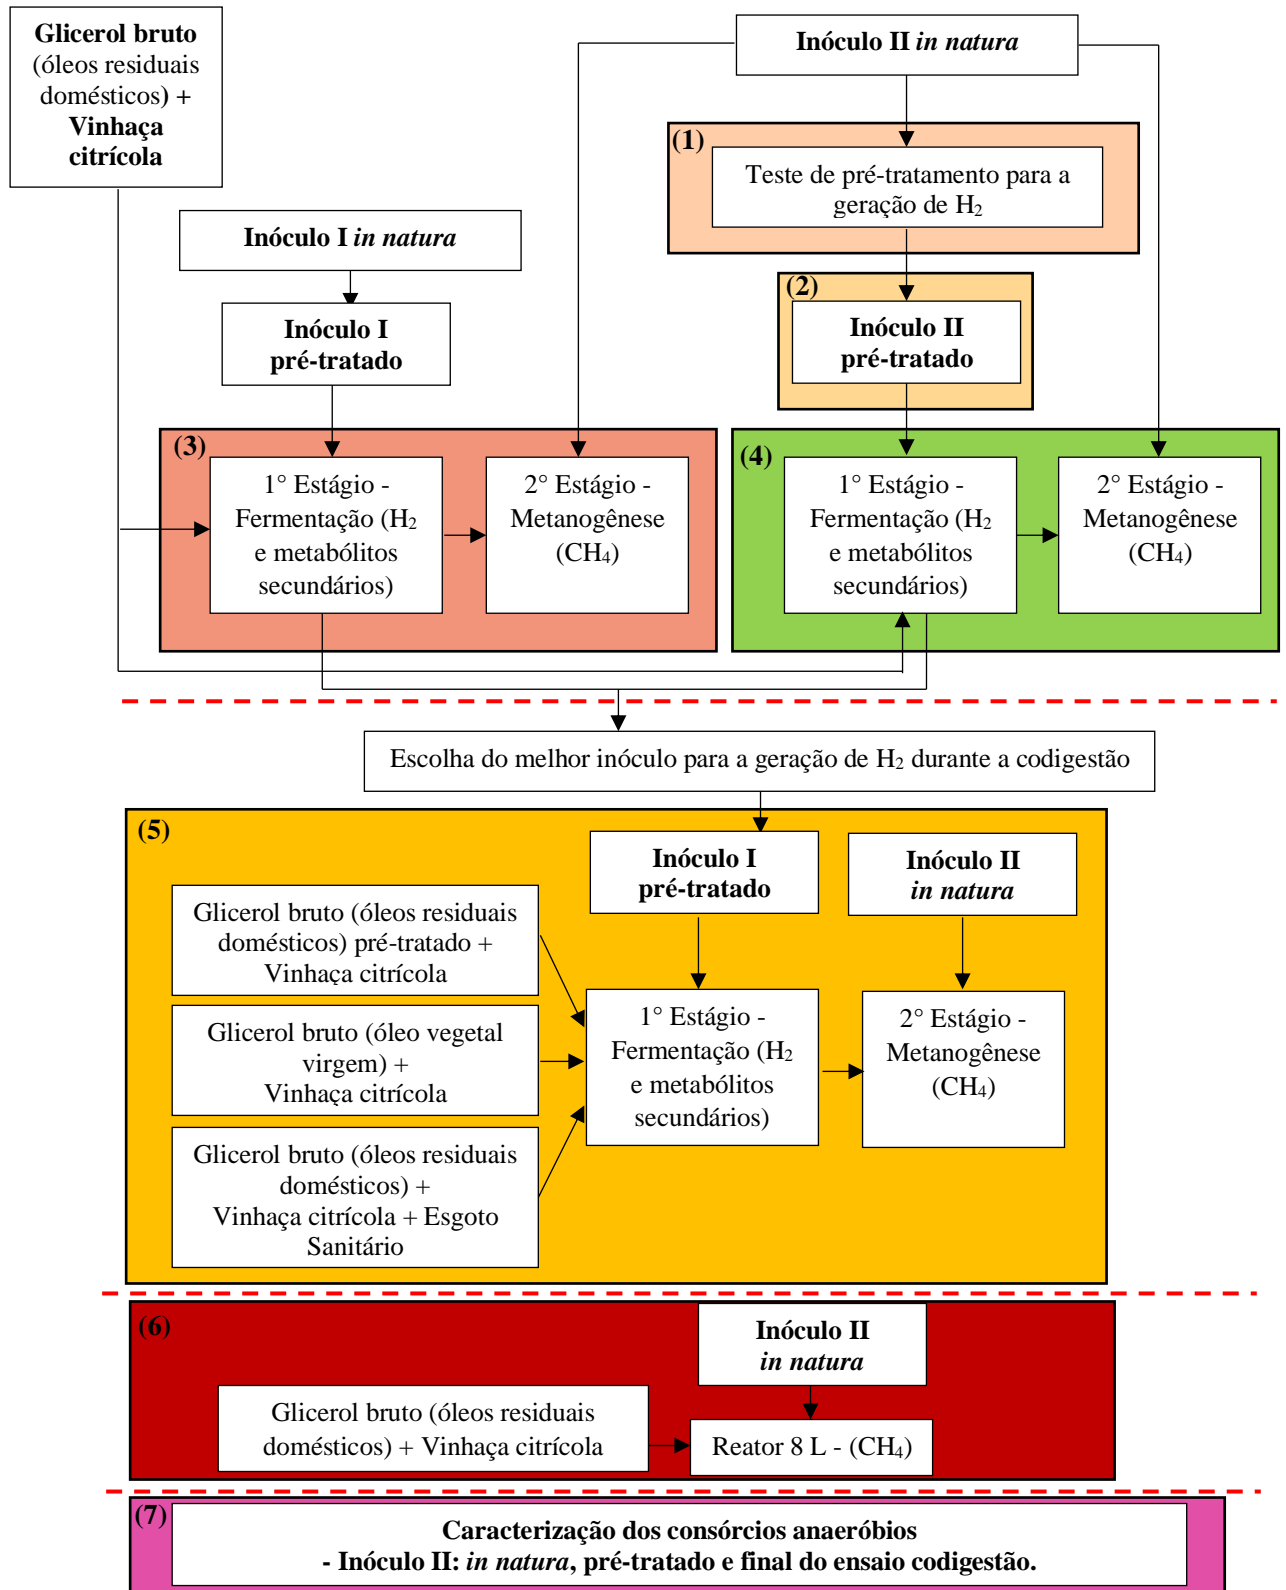 Glicerol bruto
(óleos residuais
domésticos) +
Vinhaça
citrícola
Inóculo II in natura
(1)
Teste de pré-tratamento para a
geração de H₂
Inóculo I in natura
(2)
Inóculo I
pré-tratado
Inóculo II
pré-tratado
(3)
1° Estágio -
Fermentação (H₂
e metabólitos
secundários)
2° Estágio -
Metanogênese
(CH₄)
(4)
1° Estágio -
Fermentação (H₂
e metabólitos
secundários)
2° Estágio -
Metanogênese
(CH₄)
Escolha do melhor inóculo para a geração de H₂ durante a codigestão
(5)
Inóculo I
pré-tratado
Inóculo II
in natura
Glicerol bruto (óleos residuais
domésticos) pré-tratado +
Vinhaça citrícola
Glicerol bruto (óleo vegetal
virgem) +
Vinhaça citrícola
Glicerol bruto (óleos residuais
domésticos) +
Vinhaça citrícola + Esgoto
Sanitário
1° Estágio -
Fermentação (H₂
e metabólitos
secundários)
2° Estágio -
Metanogênese
(CH₄)
(6)
Inóculo II
in natura
Glicerol bruto (óleos residuais
domésticos) + Vinhaça citrícola
Reator 8 L - (CH₄)
(7)
Caracterização dos consórcios anaeróbios
- Inóculo II: in natura, pré-tratado e final do ensaio codigestão.